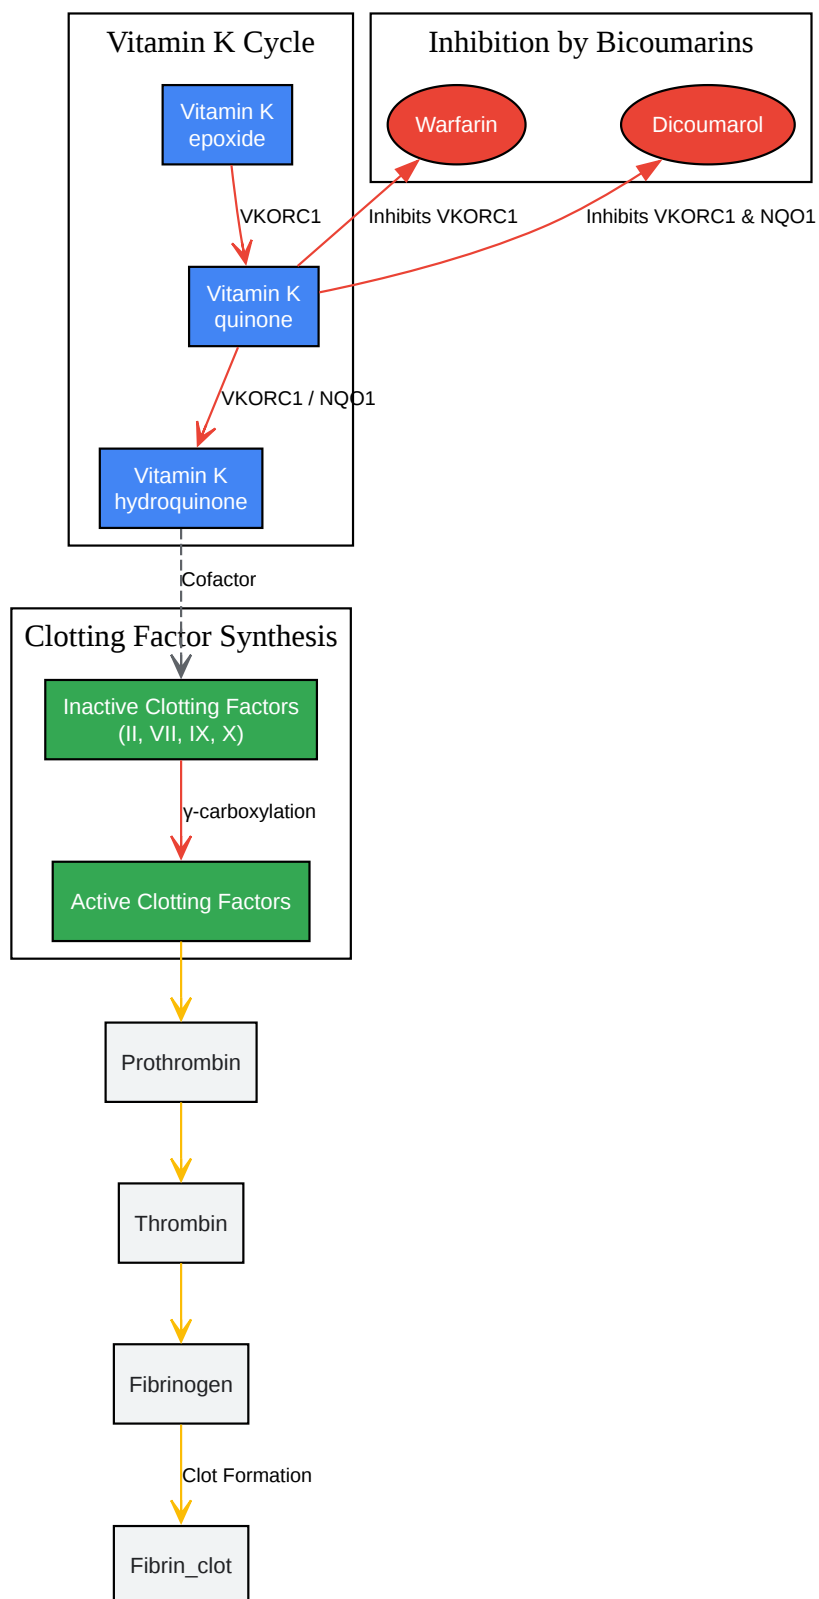 Vitamin K Cycle
Inhibition by Bicoumarins
Vitamin K
epoxide
Warfarin
Dicoumarol
VKORC1
Inhibits VKORC1
Inhibits VKORC1 & NQO1
Vitamin K
quinone
VKORC1 / NQO1
Vitamin K
hydroquinone
Cofactor
Clotting Factor Synthesis
Inactive Clotting Factors
(II, VII, IX, X)
γ-carboxylation
Active Clotting Factors
Prothrombin
Thrombin
Fibrinogen
Clot Formation
Fibrin_clot